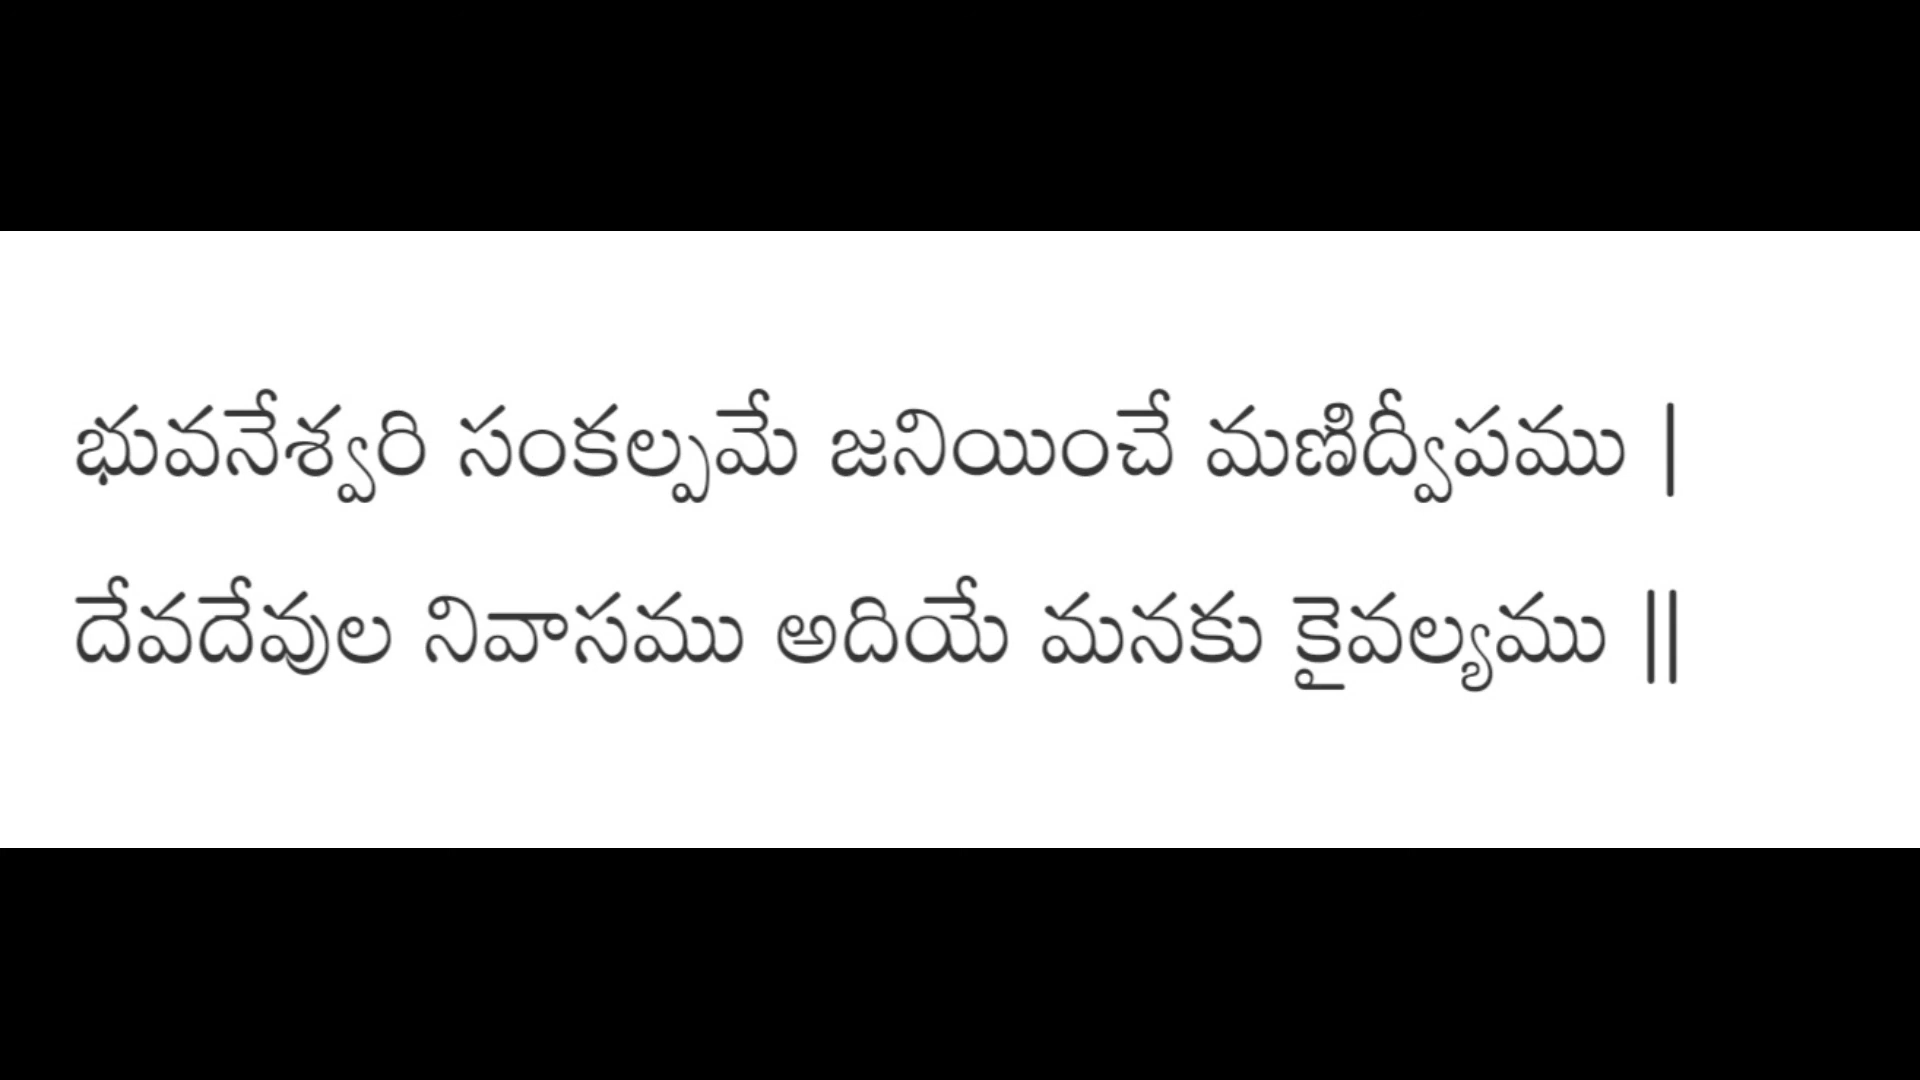 భువనేశ్వరి సంకల్పమే జనియించే మణిద్వీపము |
దేవదేవుల నివాసము అదియే మనకు కైవల్యము ||